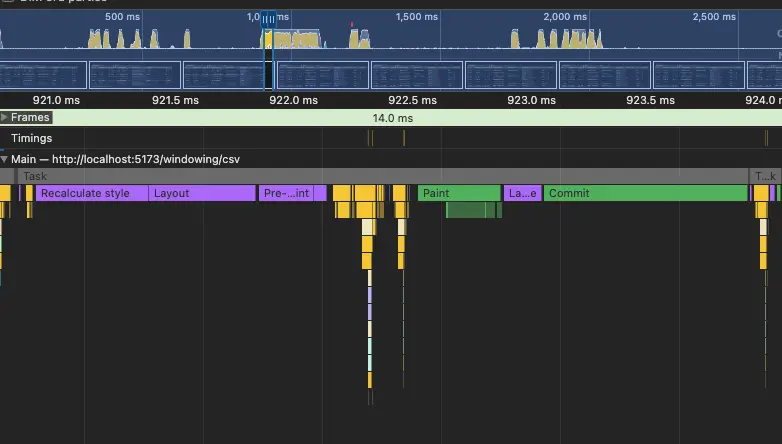 500 ms 1,0 ms 1,500 ms 2,000 ms 2,500 ms
921.0 ms 921.5 ms 922.0 ms 922.5 ms 923.0 ms 923.5 ms 924.0
Frames 14.0 ms
Timings
Main — http://localhost:5173/windowing/csv
Task T…k
Recalculate style Layout Pre-…int Paint La…e Commit